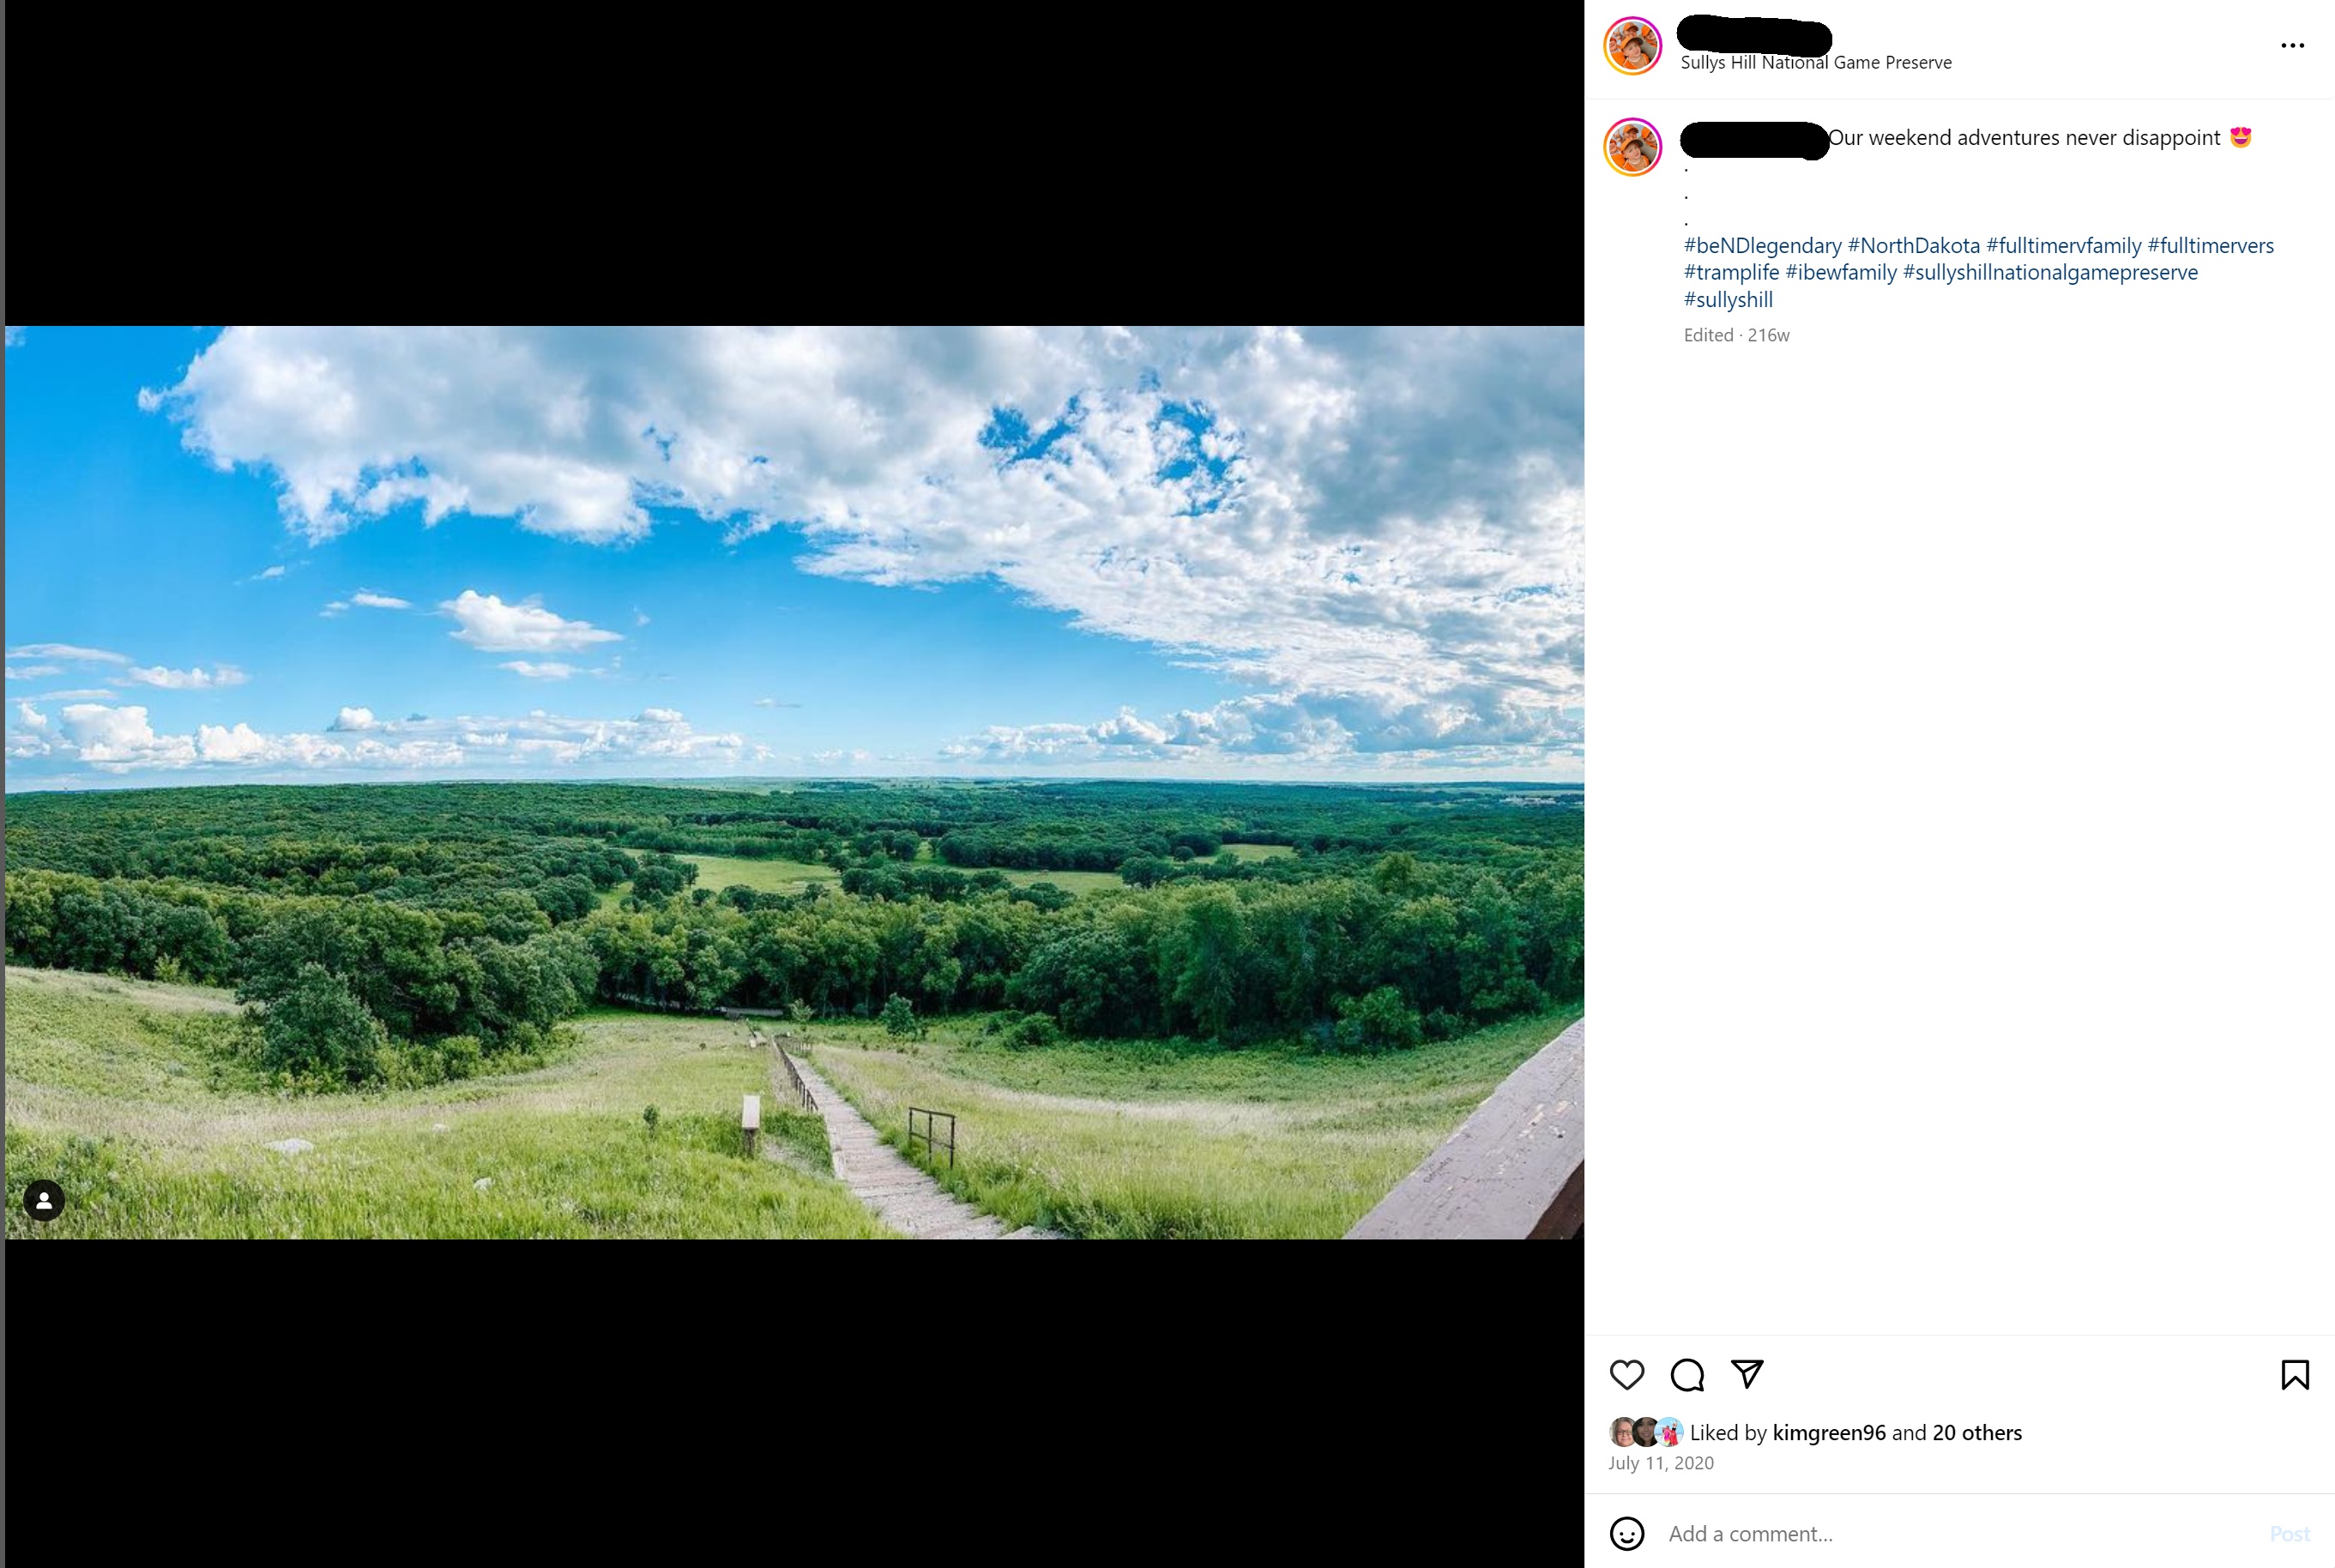 Sullys Hill National Game Preserve
Our weekend adventures never disappoint 😍
.
.
.
#beNDlegendary #NorthDakota #fulltimervfamily #fulltimervers
#tramplife #ibewfamily #sullyshillnationalgamepreserve
#sullyshill
Edited · 216w
Liked by kimgreen96 and 20 others
July 11, 2020
Add a comment...
Post